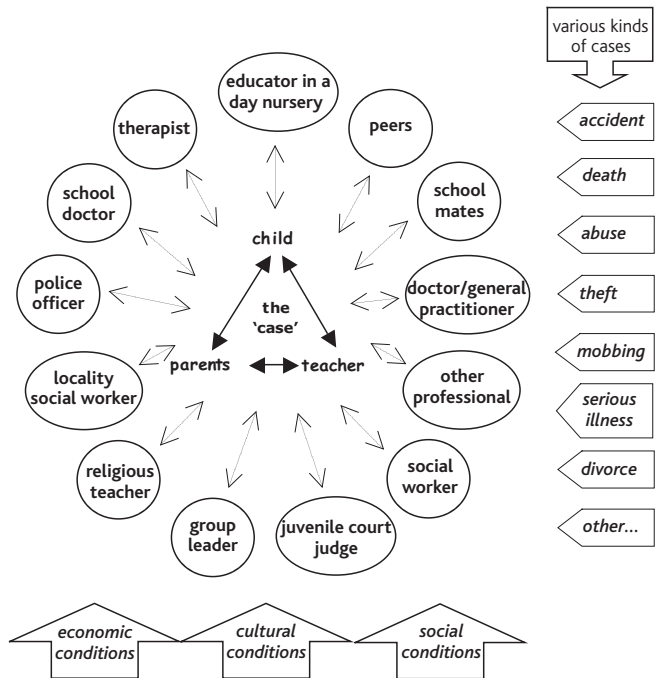 various kinds
of cases
educator in a
day nursery
therapist
peers
accident
school
doctor
school
mates
death
child
abuse
police
officer
the
‘case’
doctor/general
practitioner
theft
parents
teacher
mobbing
locality
social worker
other
professional
serious
illness
religious
teacher
social
worker
divorce
group
leader
juvenile court
judge
other...
economic
conditions
cultural
conditions
social
conditions